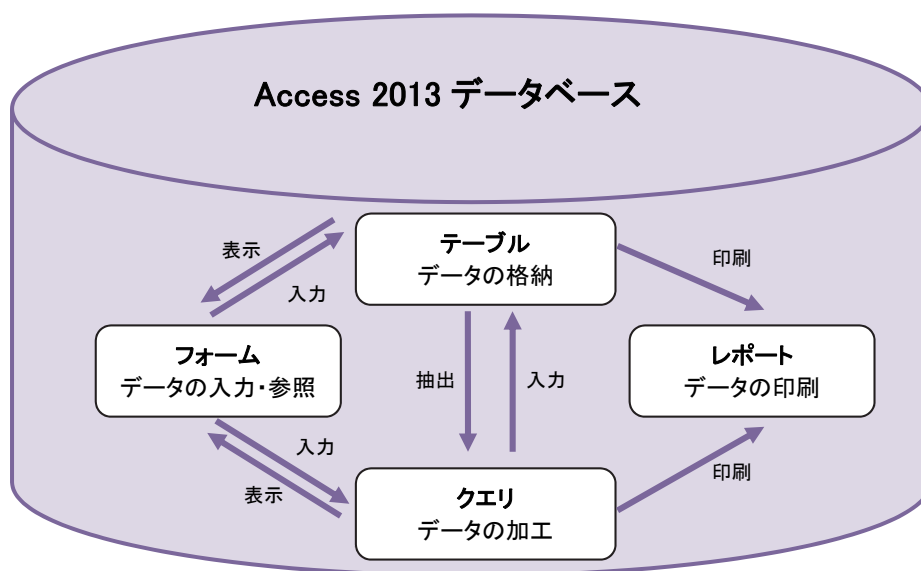 Access 2013 データベース
テーブル
データの格納
表示
入力
印刷
フォーム
データの入力・参照
抽出
入力
レポート
データの印刷
入力
表示
クエリ
データの加工
印刷